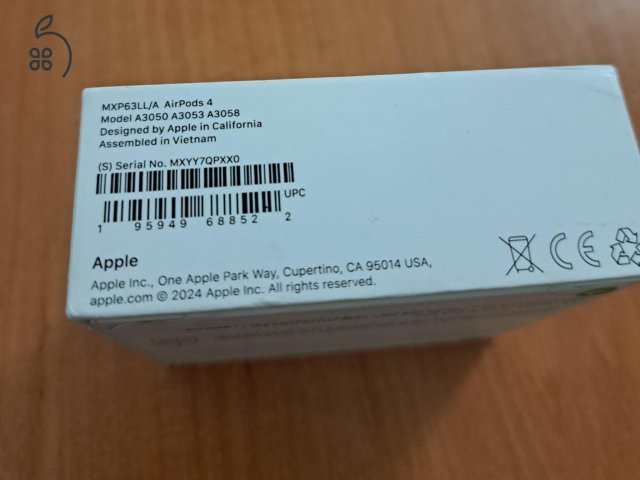 MXP63LL/A AirPods 4
Model A3050 A3053 A3058
Designed by Apple in California
Assembled in Vietnam
(S) Serial No. MXYY7QPXX0
UPC
1 95949 68852 2
Apple
Apple Inc., One Apple Park Way, Cupertino, CA 95014 USA,
apple.com © 2024 Apple Inc. All rights reserved.
CE